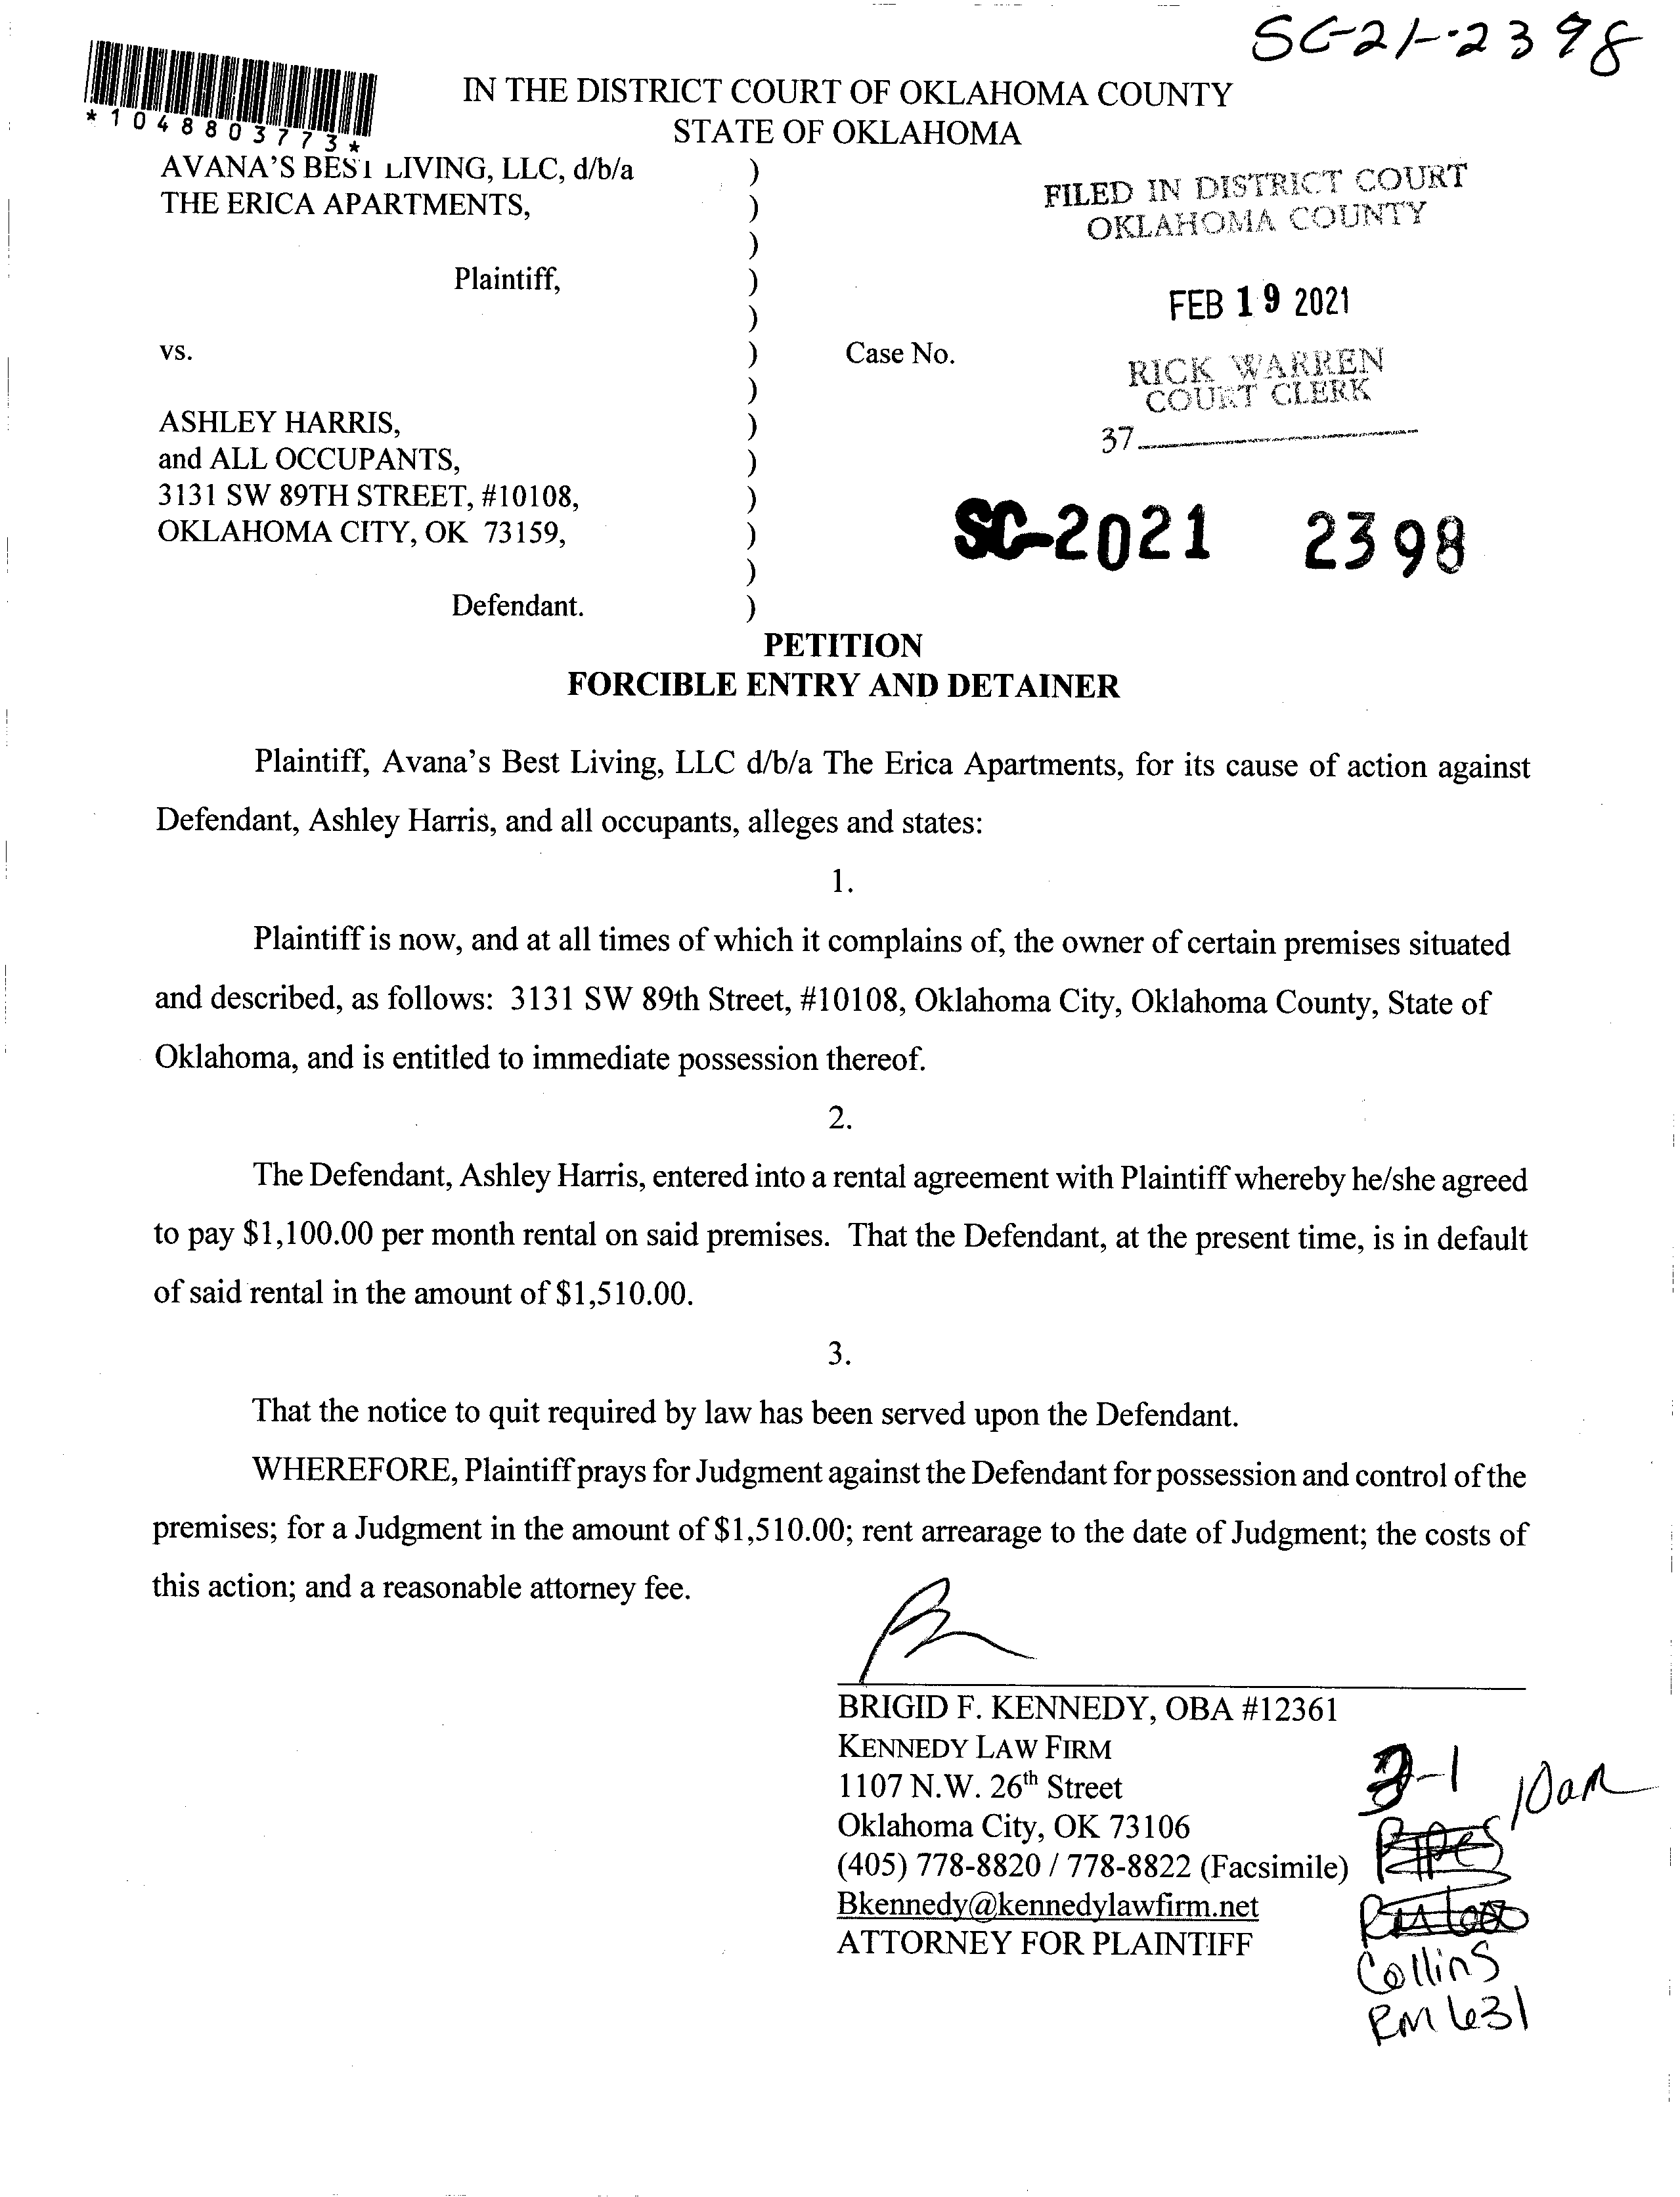 SC-21-2398
*1048803773*
IN THE DISTRICT COURT OF OKLAHOMA COUNTY
STATE OF OKLAHOMA
AVANA'S BEST LIVING, LLC, d/b/a )
THE ERICA APARTMENTS, )
)
Plaintiff, )
)
vs. ) Case No.
)
ASHLEY HARRIS, )
and ALL OCCUPANTS, )
3131 SW 89TH STREET, #10108, )
OKLAHOMA CITY, OK 73159, )
)
Defendant. )
FILED IN DISTRICT COURT
OKLAHOMA COUNTY
FEB 19 2021
RICK WARREN
COURT CLERK
37
SC-2021 2398
PETITION
FORCIBLE ENTRY AND DETAINER
Plaintiff, Avana's Best Living, LLC d/b/a The Erica Apartments, for its cause of action against
Defendant, Ashley Harris, and all occupants, alleges and states:
1.
Plaintiff is now, and at all times of which it complains of, the owner of certain premises situated
and described, as follows: 3131 SW 89th Street, #10108, Oklahoma City, Oklahoma County, State of
Oklahoma, and is entitled to immediate possession thereof.
2.
The Defendant, Ashley Harris, entered into a rental agreement with Plaintiff whereby he/she agreed
to pay $1,100.00 per month rental on said premises. That the Defendant, at the present time, is in default
of said rental in the amount of $1,510.00.
3.
That the notice to quit required by law has been served upon the Defendant.
WHEREFORE, Plaintiff prays for Judgment against the Defendant for possession and control of the
premises; for a Judgment in the amount of $1,510.00; rent arrearage to the date of Judgment; the costs of
this action; and a reasonable attorney fee.
BRIGID F. KENNEDY, OBA #12361
KENNEDY LAW FIRM
1107 N.W. 26th Street
Oklahoma City, OK 73106
(405) 778-8820 / 778-8822 (Facsimile)
Bkennedy@kennedylawfirm.net
ATTORNEY FOR PLAINTIFF
10am
Collins
RM 631